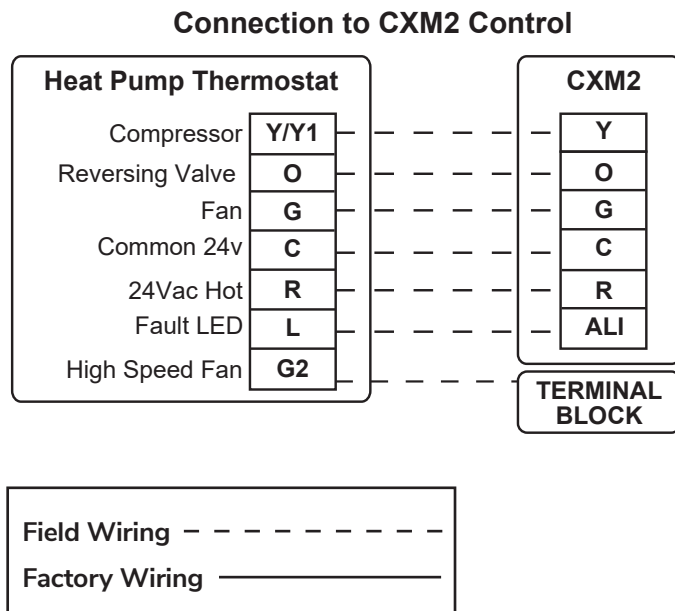 Connection to CXM2 Control
Heat Pump Thermostat
CXM2
Compressor Y/Y1 Y
Reversing Valve O O
Fan G G
Common 24v C C
24Vac Hot R R
Fault LED L ALI
High Speed Fan G2
TERMINAL
BLOCK
Field Wiring
Factory Wiring